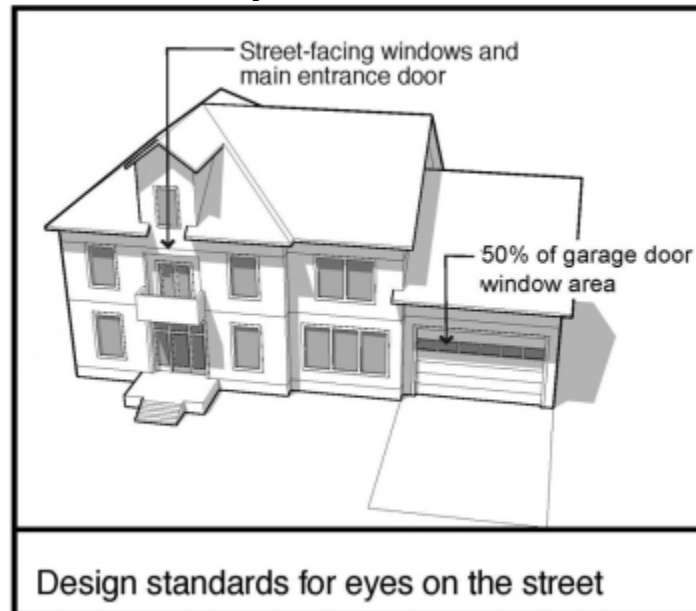 Street-facing windows and
main entrance door
50% of garage door
window area
Design standards for eyes on the street